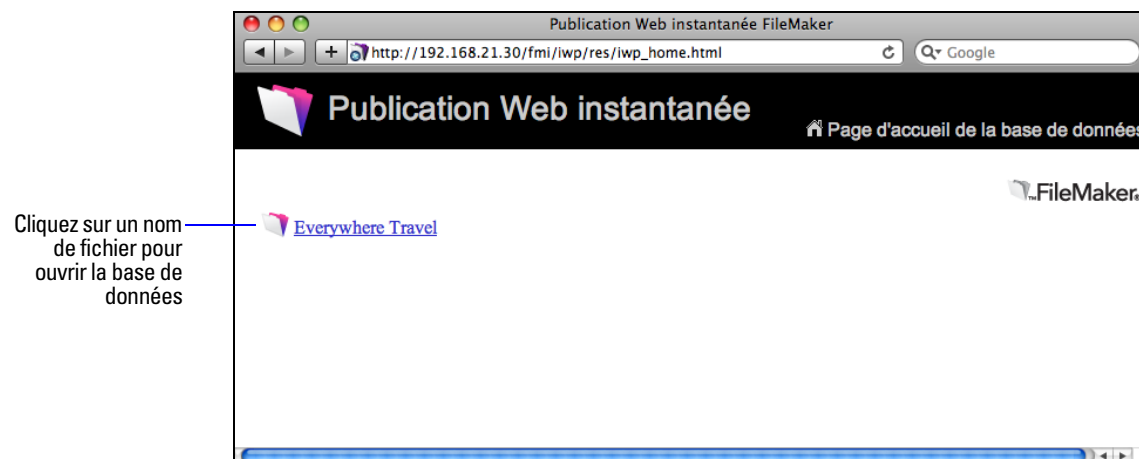 Publication Web instantanée FileMaker
http://192.168.21.30/fmi/iwp/res/iwp_home.html
Google
Publication Web instantanée
Page d'accueil de la base de données
FileMaker
Cliquez sur un nom
de fichier pour
ouvrir la base de
données
Everywhere Travel